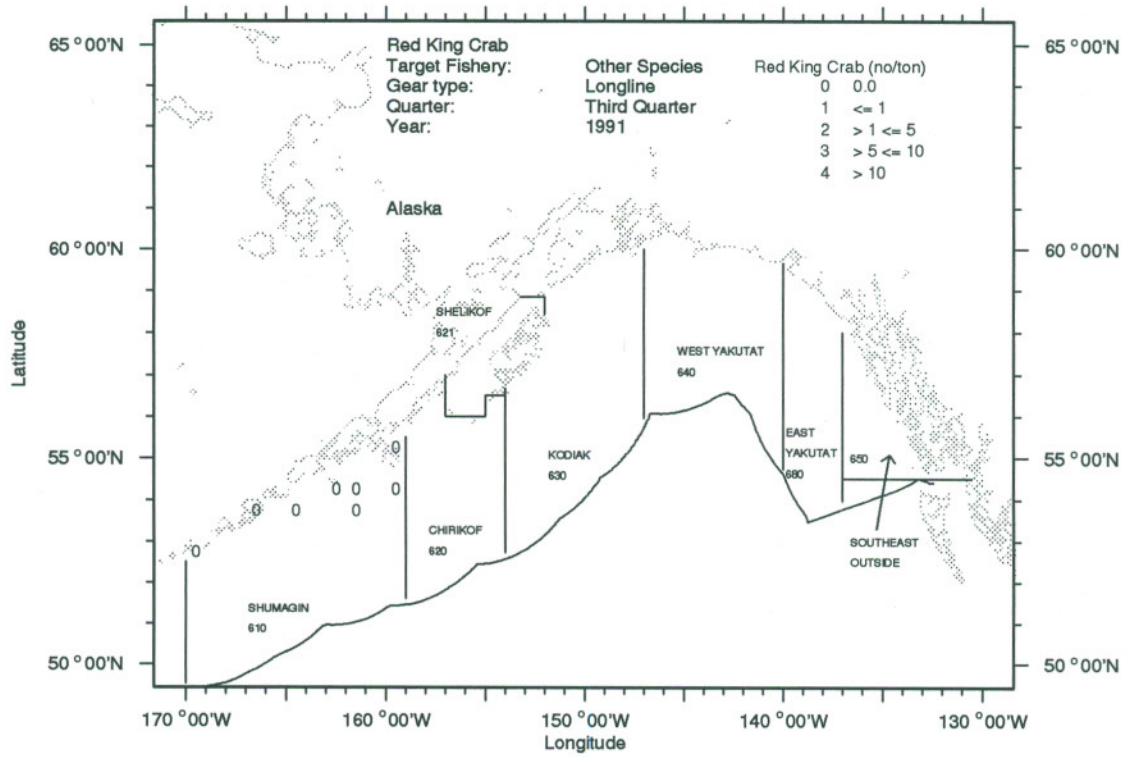 Red King Crab
Target Fishery: Other Species
Gear type: Longline
Quarter: Third Quarter
Year: 1991
Red King Crab (no/ton)
0 0.0
1 <= 1
2 > 1 <= 5
3 > 5 <= 10
4 > 10
65 °00'N
65 °00'N
Alaska
60 °00'N
60 °00'N
SHELIKOF
621
WEST YAKUTAT
640
Latitude
EAST
YAKUTAT
680
650
KODIAK
630
55 °00'N
55 °00'N
0
0 0 0
0 0 0
0
CHIRIKOF
620
SOUTHEAST
OUTSIDE
SHUMAGIN
610
50 °00'N
50 °00'N
170 °00'W 160 °00'W 150 °00'W 140 °00'W 130 °00'W
Longitude